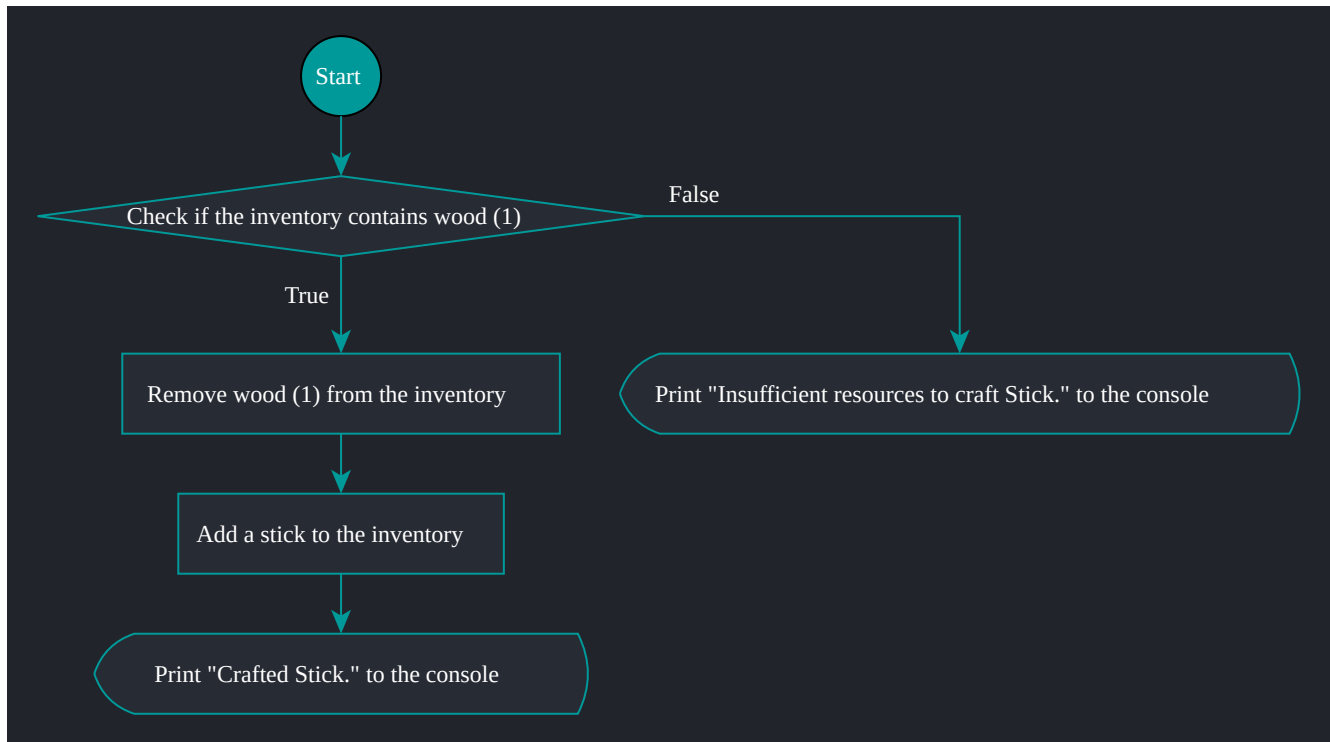 Start
Check if the inventory contains wood (1)
False
True
Remove wood (1) from the inventory
Print "Insufficient resources to craft Stick." to the console
Add a stick to the inventory
Print "Crafted Stick." to the console